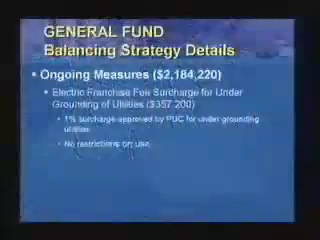 GENERAL FUND
Balancing Strategy Details
Ongoing Measures ($2,184,220)
Electric Franchise Fee Surcharge for Under
Grounding of Utilities ($357,200)
1% surcharge approved by PUC for under grounding
utilities
No restrictions on use